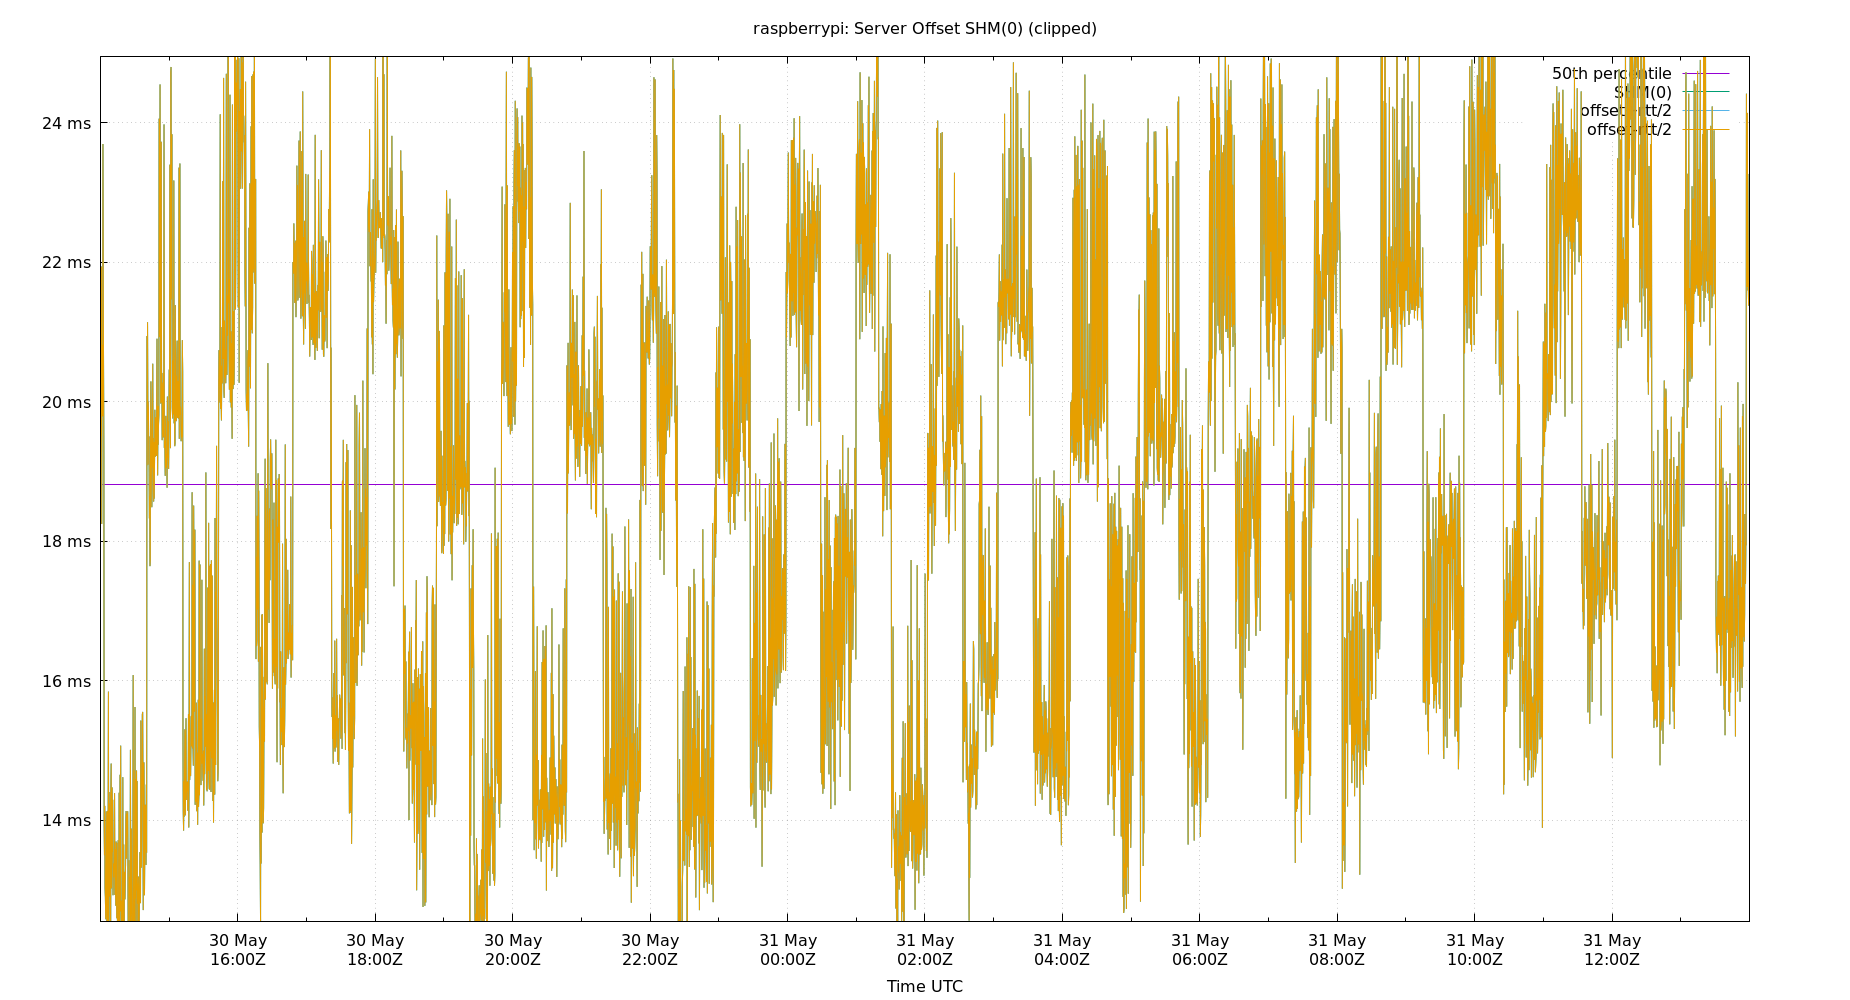 raspberrypi: Server Offset SHM(0) (clipped)
50th percentile
SHM(0)
offset+rtt/2
offset-rtt/2
24 ms
22 ms
20 ms
18 ms
16 ms
14 ms
30 May 30 May 30 May 30 May 31 May 31 May 31 May 31 May 31 May 31 May 31 May
16:00Z 18:00Z 20:00Z 22:00Z 00:00Z 02:00Z 04:00Z 06:00Z 08:00Z 10:00Z 12:00Z
Time UTC